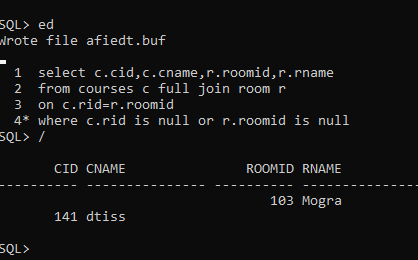 SQL> ed
Wrote file afiedt.buf
1 select c.cid,c.cname,r.roomid,r.rname
2 from courses c full join room r
3 on c.rid=r.roomid
4* where c.rid is null or r.roomid is null
SQL> /
CID CNAME ROOMID RNAME
---------- --------------- ---------- ---------------
103 Mogra
141 dtiss
SQL>